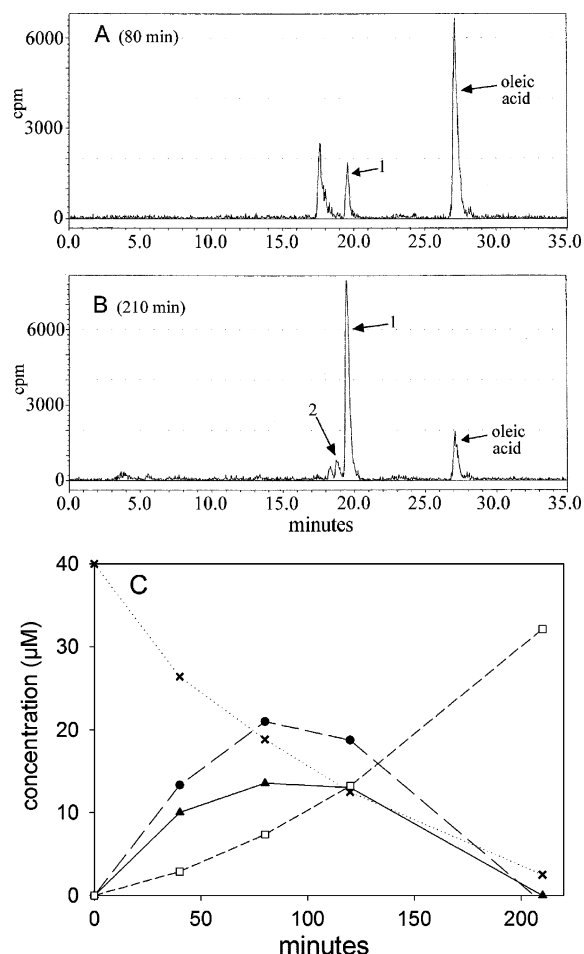 A (80 min)
6000
3000
0
cpm
1
oleic
acid
0.0 5.0 10.0 15.0 20.0 25.0 30.0 35.0
B (210 min)
6000
3000
0
cpm
2
1
oleic
acid
0.0 5.0 10.0 15.0 20.0 25.0 30.0 35.0
minutes
C
40
30
20
10
0
concentration (µM)
0 50 100 150 200
minutes